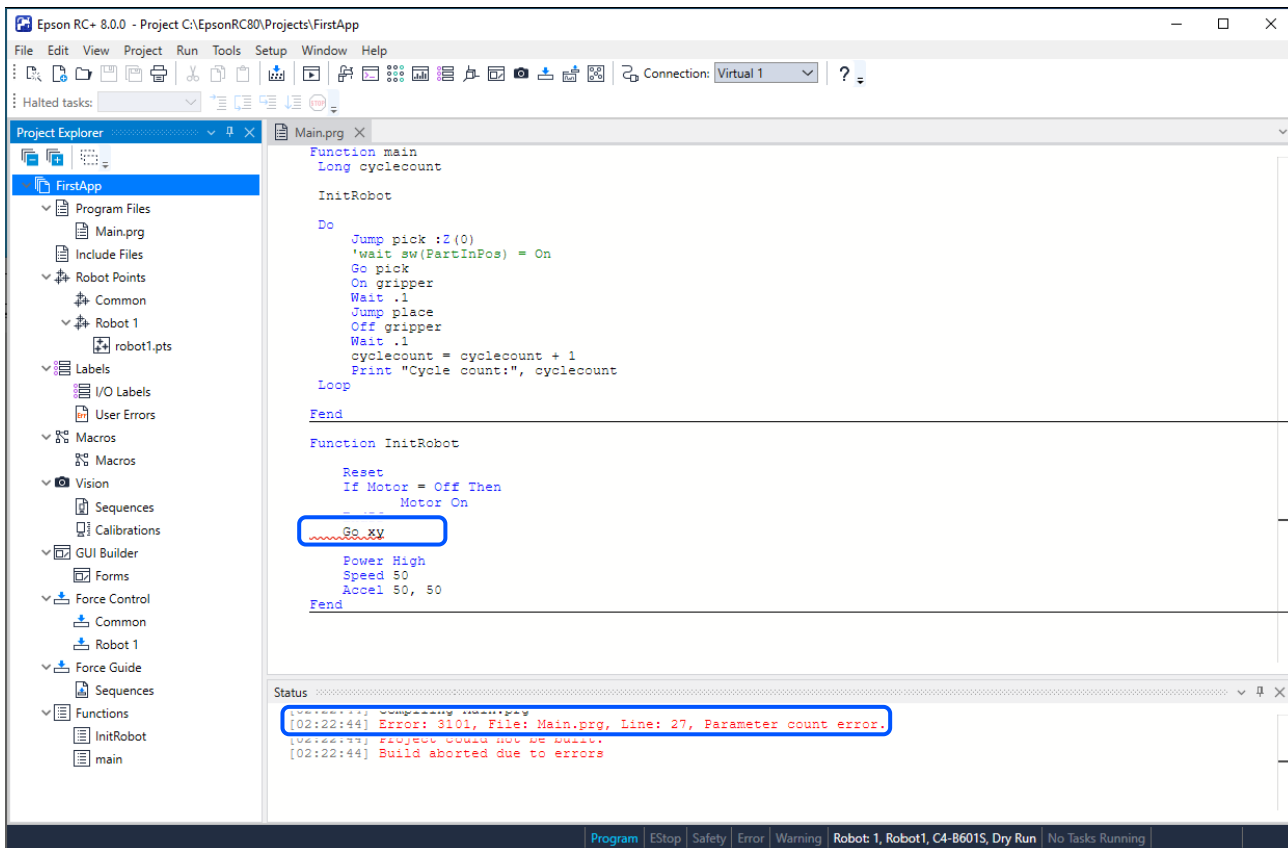 Epson RC+ 8.0.0 - Project C:\EpsonRC80\Projects\FirstApp
File Edit View Project Run Tools Setup Window Help
Connection: Virtual 1
?
Halted tasks:
STOP
Project Explorer
Main.prg
FirstApp
Program Files
Main.prg
Include Files
Robot Points
Common
Robot 1
robot1.pts
Labels
I/O Labels
User Errors
Macros
Macros
Vision
Sequences
Calibrations
GUI Builder
Forms
Force Control
Common
Robot 1
Force Guide
Sequences
Functions
InitRobot
main
Function main
Long cyclecount
InitRobot
Do
Jump pick :Z(0)
'wait sw(PartInPos) = On
Go pick
On gripper
Wait .1
Jump place
Off gripper
Wait .1
cyclecount = cyclecount + 1
Print "Cycle count:", cyclecount
Loop
Fend
Function InitRobot
Reset
If Motor = Off Then
Motor On
Go xy
Power High
Speed 50
Accel 50, 50
Fend
Status
[02:22:44] Compiling Main.prg
[02:22:44] Error: 3101, File: Main.prg, Line: 27, Parameter count error.
[02:22:44] Project could not be built.
[02:22:44] Build aborted due to errors
Program EStop Safety Error Warning Robot: 1, Robot1, C4-B601S, Dry Run No Tasks Running